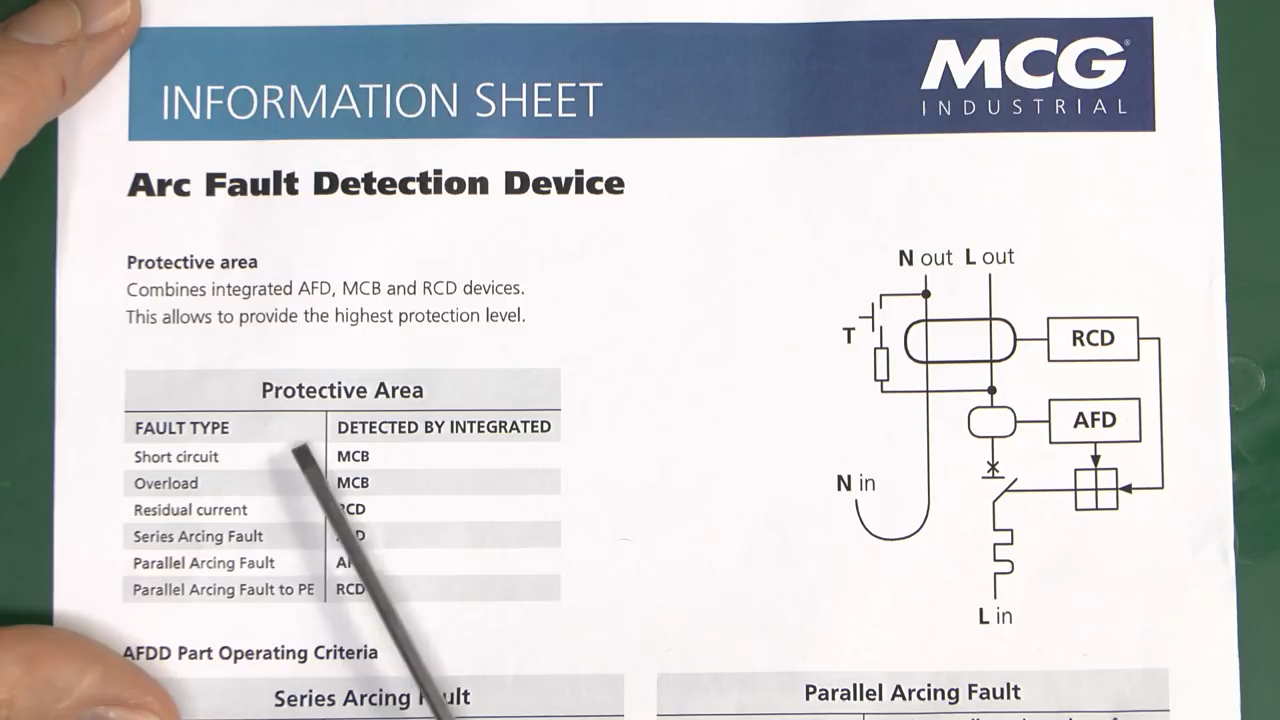 INFORMATION SHEET
MCG®
INDUSTRIAL
Arc Fault Detection Device
Protective area
Combines integrated AFD, MCB and RCD devices.
This allows to provide the highest protection level.
Protective Area
FAULT TYPE DETECTED BY INTEGRATED
Short circuit MCB
Overload MCB
Residual current RCD
Series Arcing Fault
Parallel Arcing Fault
Parallel Arcing Fault to PE RCD
N out L out
T
RCD
AFD
N in
L in
AFDD Part Operating Criteria
Series Arcing Fault
Parallel Arcing Fault